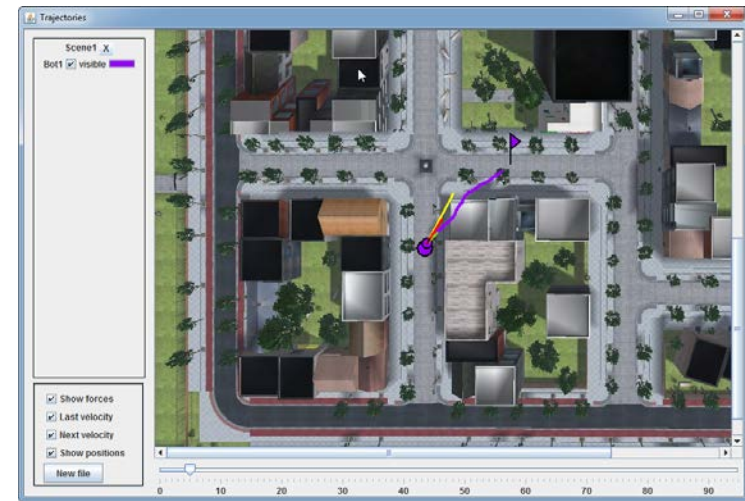 Trajectories
Scene1 X
Bot1 visible
Show forces
Last velocity
Next velocity
Show positions
New file
0 10 20 30 40 50 60 70 80 90